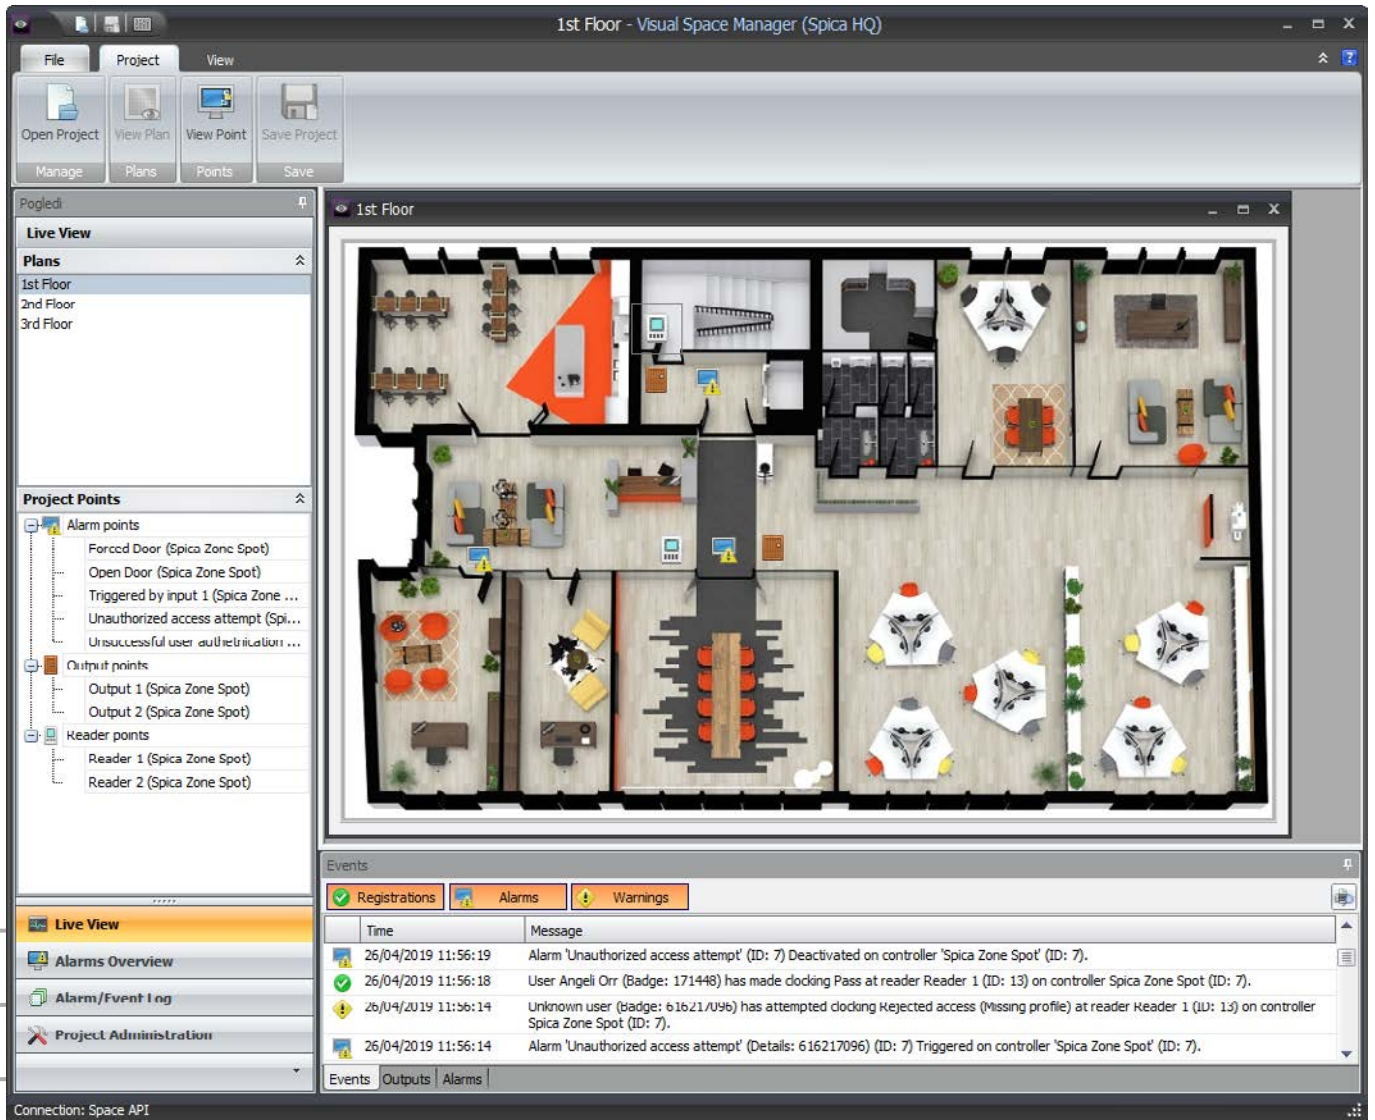 1st Floor - Visual Space Manager (Spica HQ)
File Project View
Open Project View Plan View Point Save Project
Manage Plans Points Save
Pogledi
Live View
Plans
1st Floor
2nd Floor
3rd Floor
1st Floor
Project Points
Alarm points
Forced Door (Spica Zone Spot)
Open Door (Spica Zone Spot)
Triggered by input 1 (Spica Zone ...
Unauthorized access attempt (Spi...
Unsuccessful user authetnication ...
Output points
Output 1 (Spica Zone Spot)
Output 2 (Spica Zone Spot)
Reader points
Reader 1 (Spica Zone Spot)
Reader 2 (Spica Zone Spot)
Live View
Alarms Overview
Alarm/Event Log
Project Administration
Events
Registrations Alarms Warnings
Time Message
26/04/2019 11:56:19 Alarm 'Unauthorized access attempt' (ID: 7) Deactivated on controller 'Spica Zone Spot' (ID: 7).
26/04/2019 11:56:18 User Angeli Orr (Badge: 171448) has made clocking Pass at reader Reader 1 (ID: 13) on controller Spica Zone Spot (ID: 7).
26/04/2019 11:56:14 Unknown user (Badge: 616217096) has attempted clocking Rejected access (Missing profile) at reader Reader 1 (ID: 13) on controller
Spica Zone Spot (ID: 7).
26/04/2019 11:56:14 Alarm 'Unauthorized access attempt' (Details: 616217096) (ID: 7) Triggered on controller 'Spica Zone Spot' (ID: 7).
Events Outputs Alarms
Connection: Space API